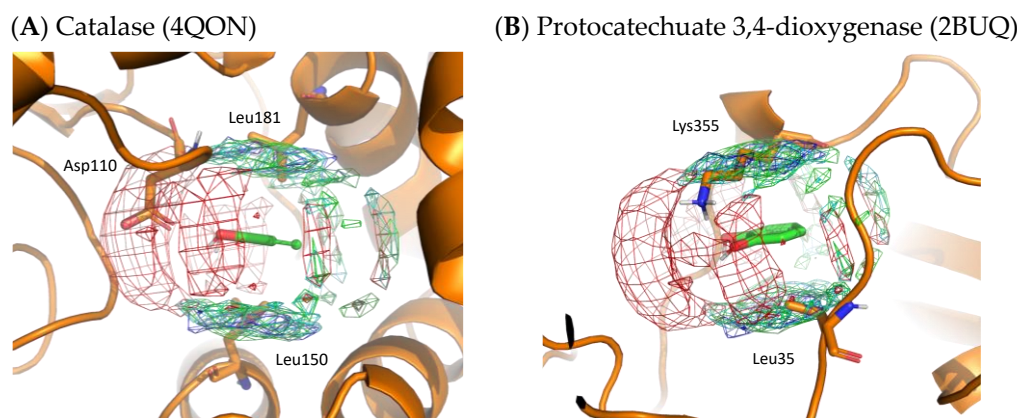 (A) Catalase (4QON)
(B) Protocatechuate 3,4-dioxygenase (2BUQ)
Leu181
Asp110
Leu150
Lys355
Leu35